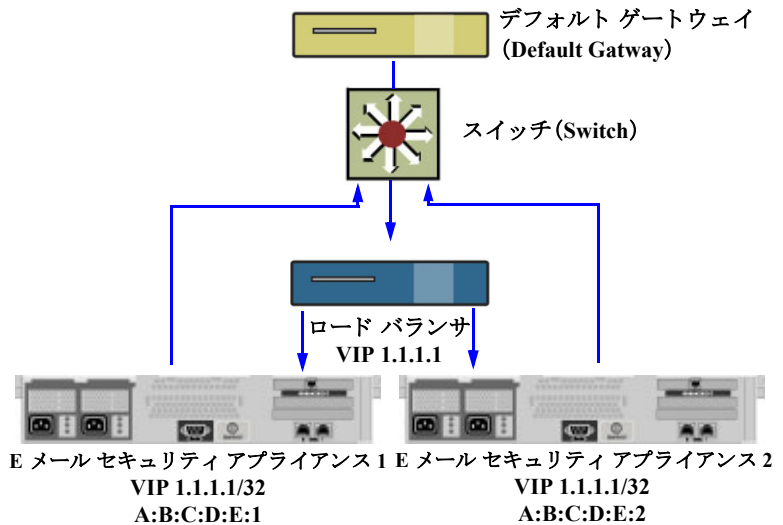 デフォルト ゲートウェイ
（Default Gatway）
スイッチ（Switch）
ロード バランサ
VIP 1.1.1.1
E メール セキュリティ アプライアンス 1
VIP 1.1.1.1/32
A:B:C:D:E:1
E メール セキュリティ アプライアンス 2
VIP 1.1.1.1/32
A:B:C:D:E:2